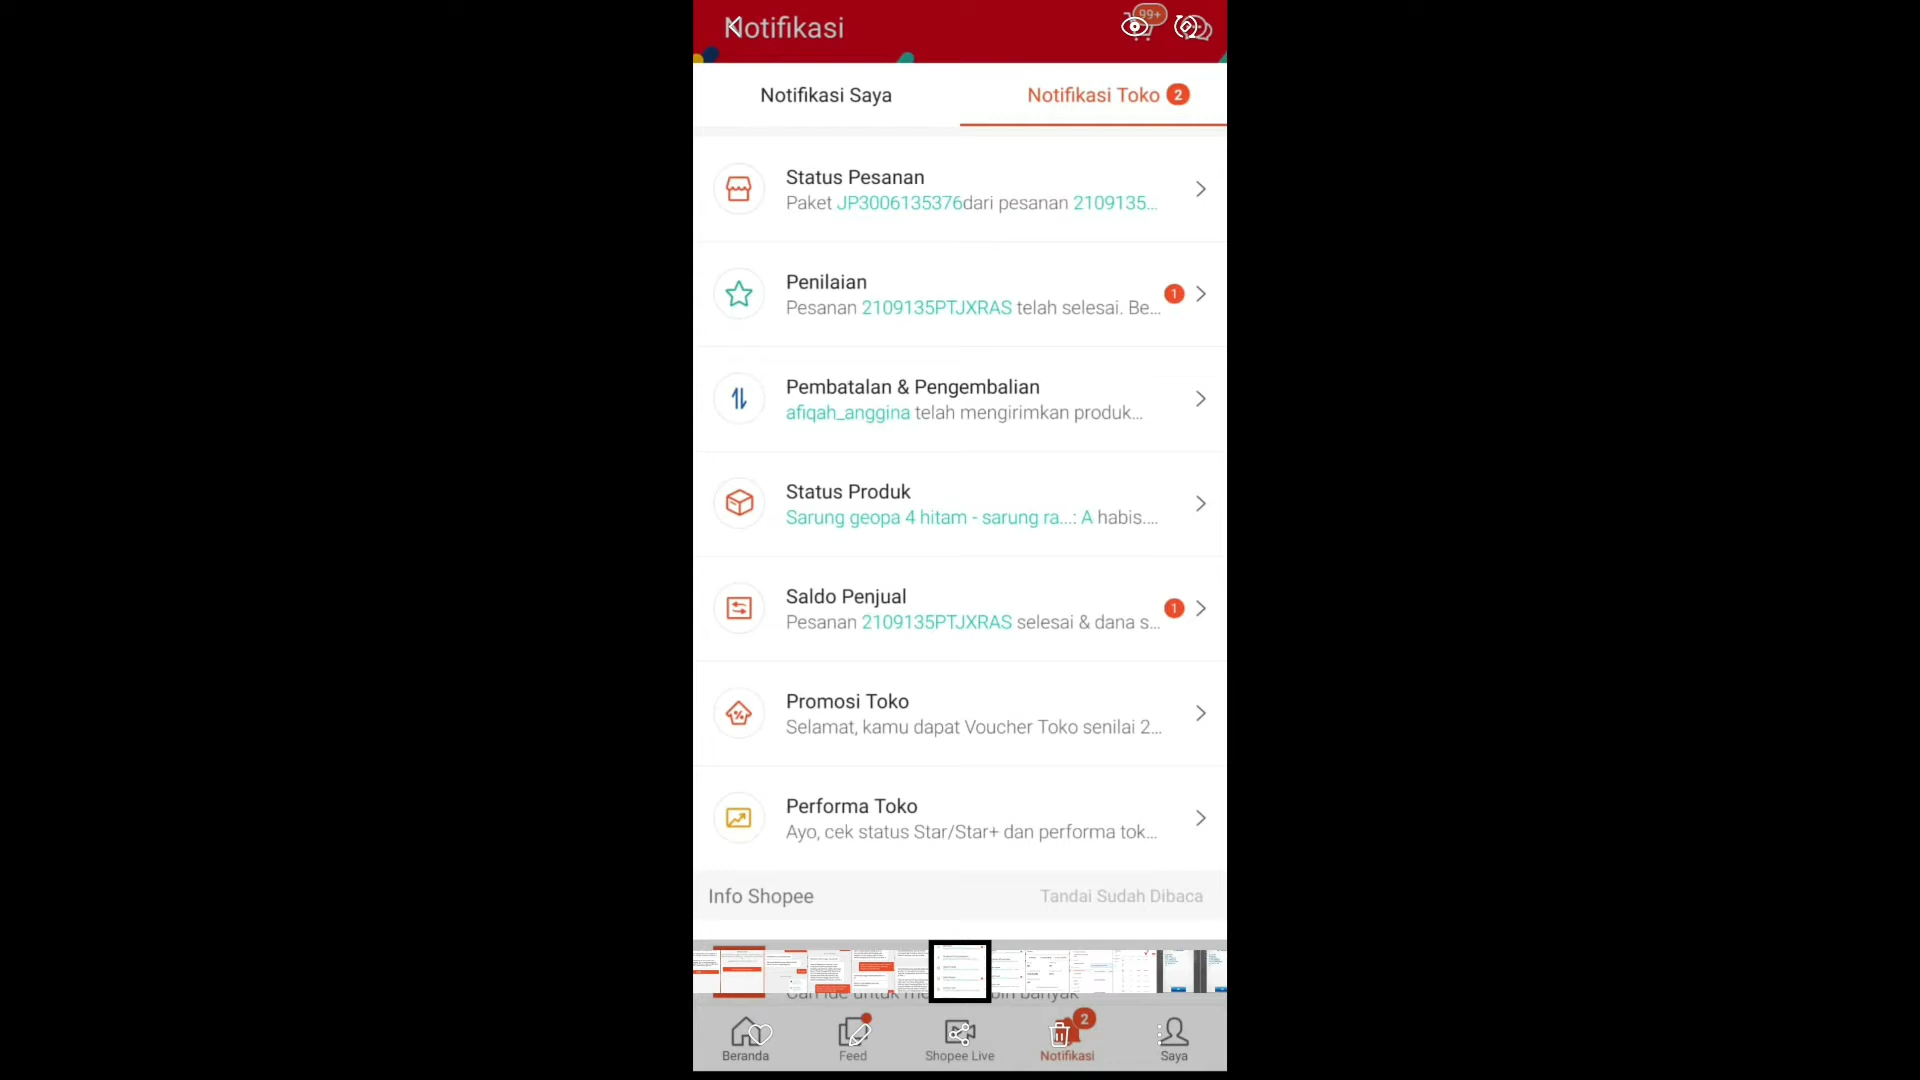 Notifikasi
99+
Notifikasi Saya
Notifikasi Toko 2
Status Pesanan
Paket JP3006135376dari pesanan 2109135...
Penilaian
Pesanan 2109135PTJXRAS telah selesai. Be...
1
Pembatalan & Pengembalian
afiqah_anggina telah mengirimkan produk...
Status Produk
Sarung geopa 4 hitam - sarung ra...: A habis....
Saldo Penjual
Pesanan 2109135PTJXRAS selesai & dana s...
1
Promosi Toko
Selamat, kamu dapat Voucher Toko senilai 2...
Performa Toko
Ayo, cek status Star/Star+ dan performa tok...
Info Shopee
Tandai Sudah Dibaca
2
Beranda
Feed
Shopee Live
Notifikasi
Saya